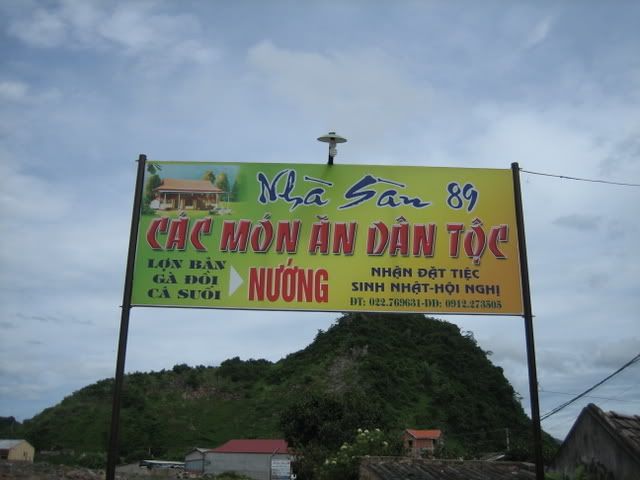 Nhà Sàn 89
CÁC MÓN ĂN DÂN TỘC
LỢN BẢN
GÀ ĐỒI
CÁ SUỐI
NƯỚNG
NHẬN ĐẶT TIỆC
SINH NHẬT-HỘI NGHỊ
ĐT: 022.769631-DĐ: 0912.273505